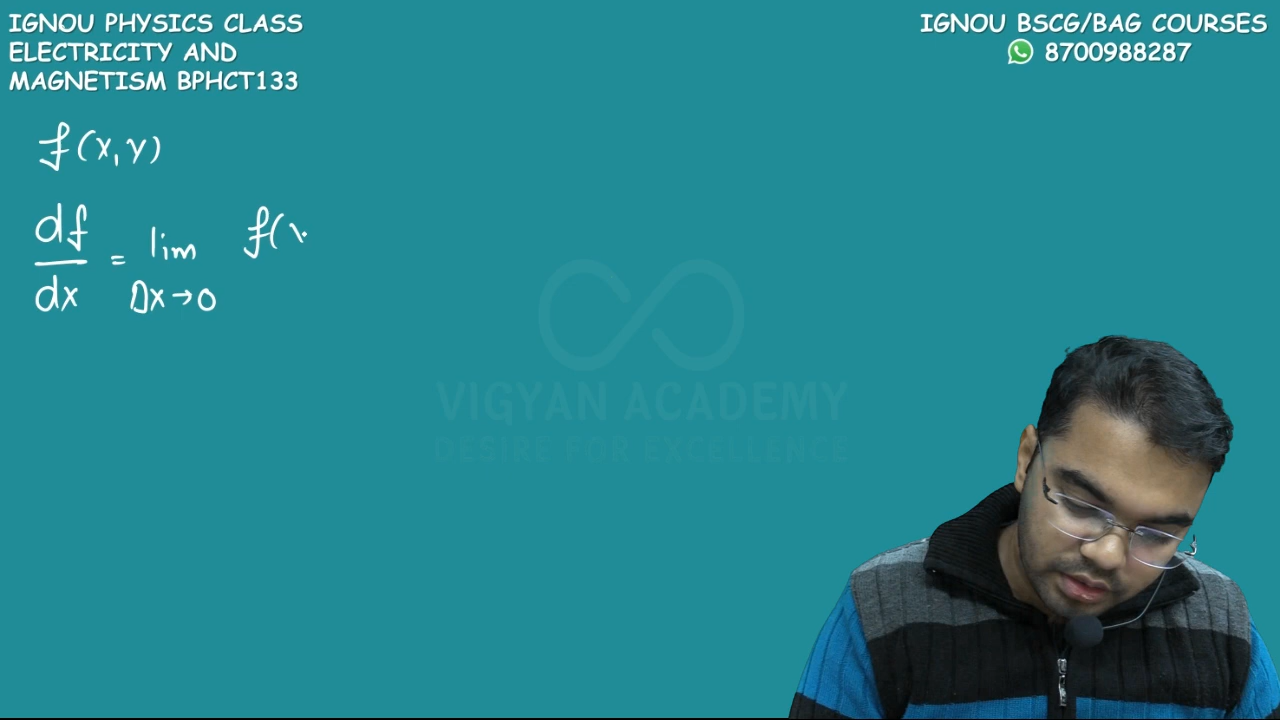 IGNOU PHYSICS CLASS
ELECTRICITY AND
MAGNETISM BPHCT133
IGNOU BSCG/BAG COURSES
8700988287
f(x,y)
df/dx = lim Δx→0 f(x
VIGYAN ACADEMY
DESIRE FOR EXCELLENCE